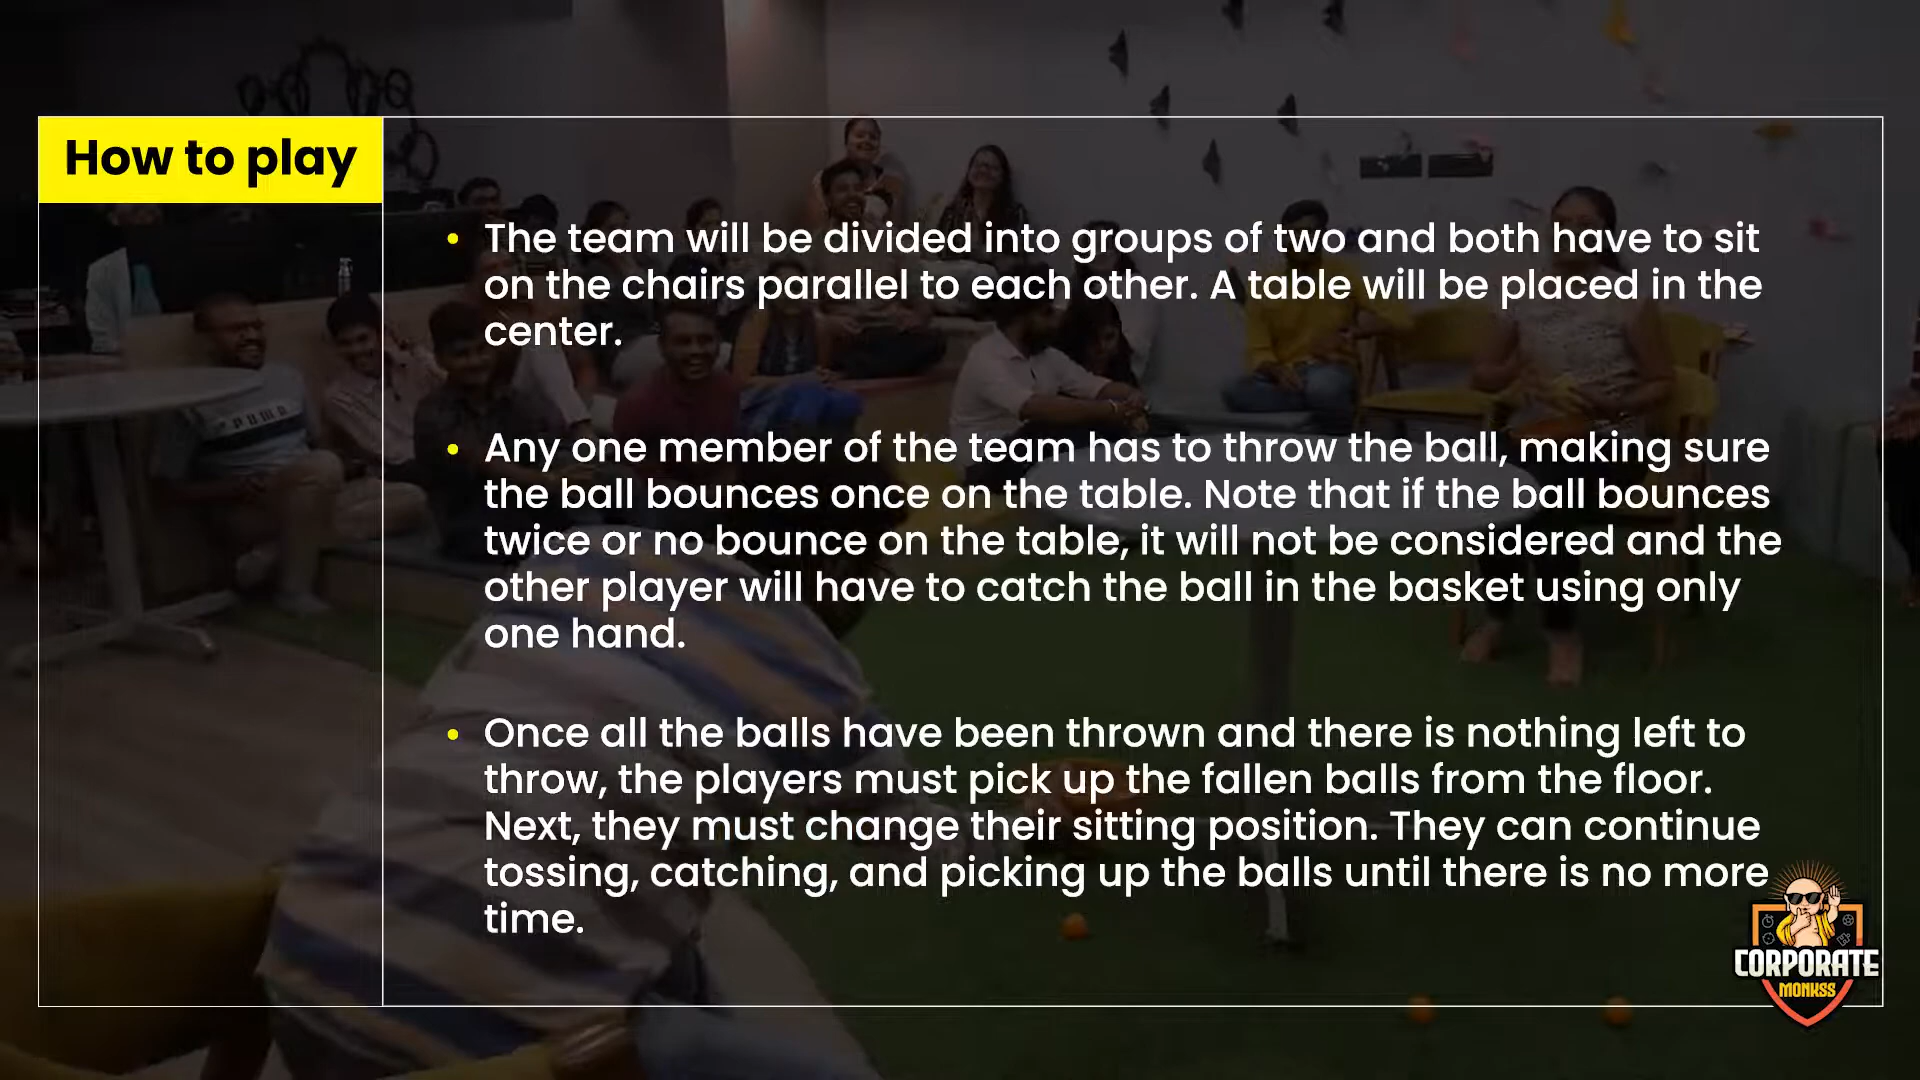 How to play
The team will be divided into groups of two and both have to sit
on the chairs parallel to each other. A table will be placed in the
center.
Any one member of the team has to throw the ball, making sure
the ball bounces once on the table. Note that if the ball bounces
twice or no bounce on the table, it will not be considered and the
other player will have to catch the ball in the basket using only
one hand.
Once all the balls have been thrown and there is nothing left to
throw, the players must pick up the fallen balls from the floor.
Next, they must change their sitting position. They can continue
tossing, catching, and picking up the balls until there is no more
time.
CORPORATE
MONKSS